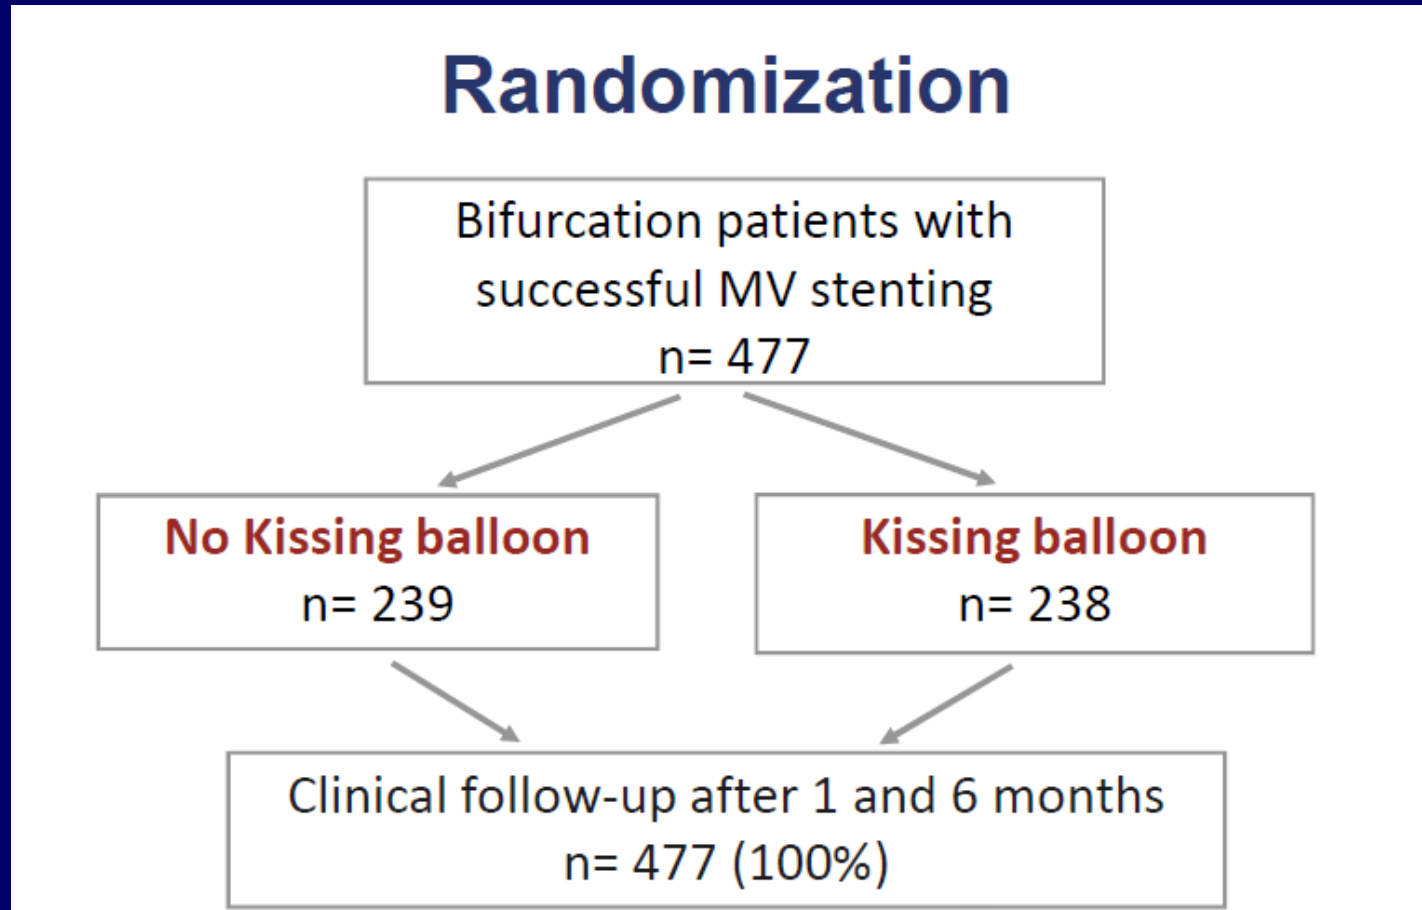 Randomization
Bifurcation patients with
successful MV stenting
n= 477
No Kissing balloon
n= 239
Kissing balloon
n= 238
Clinical follow-up after 1 and 6 months
n= 477 (100%)